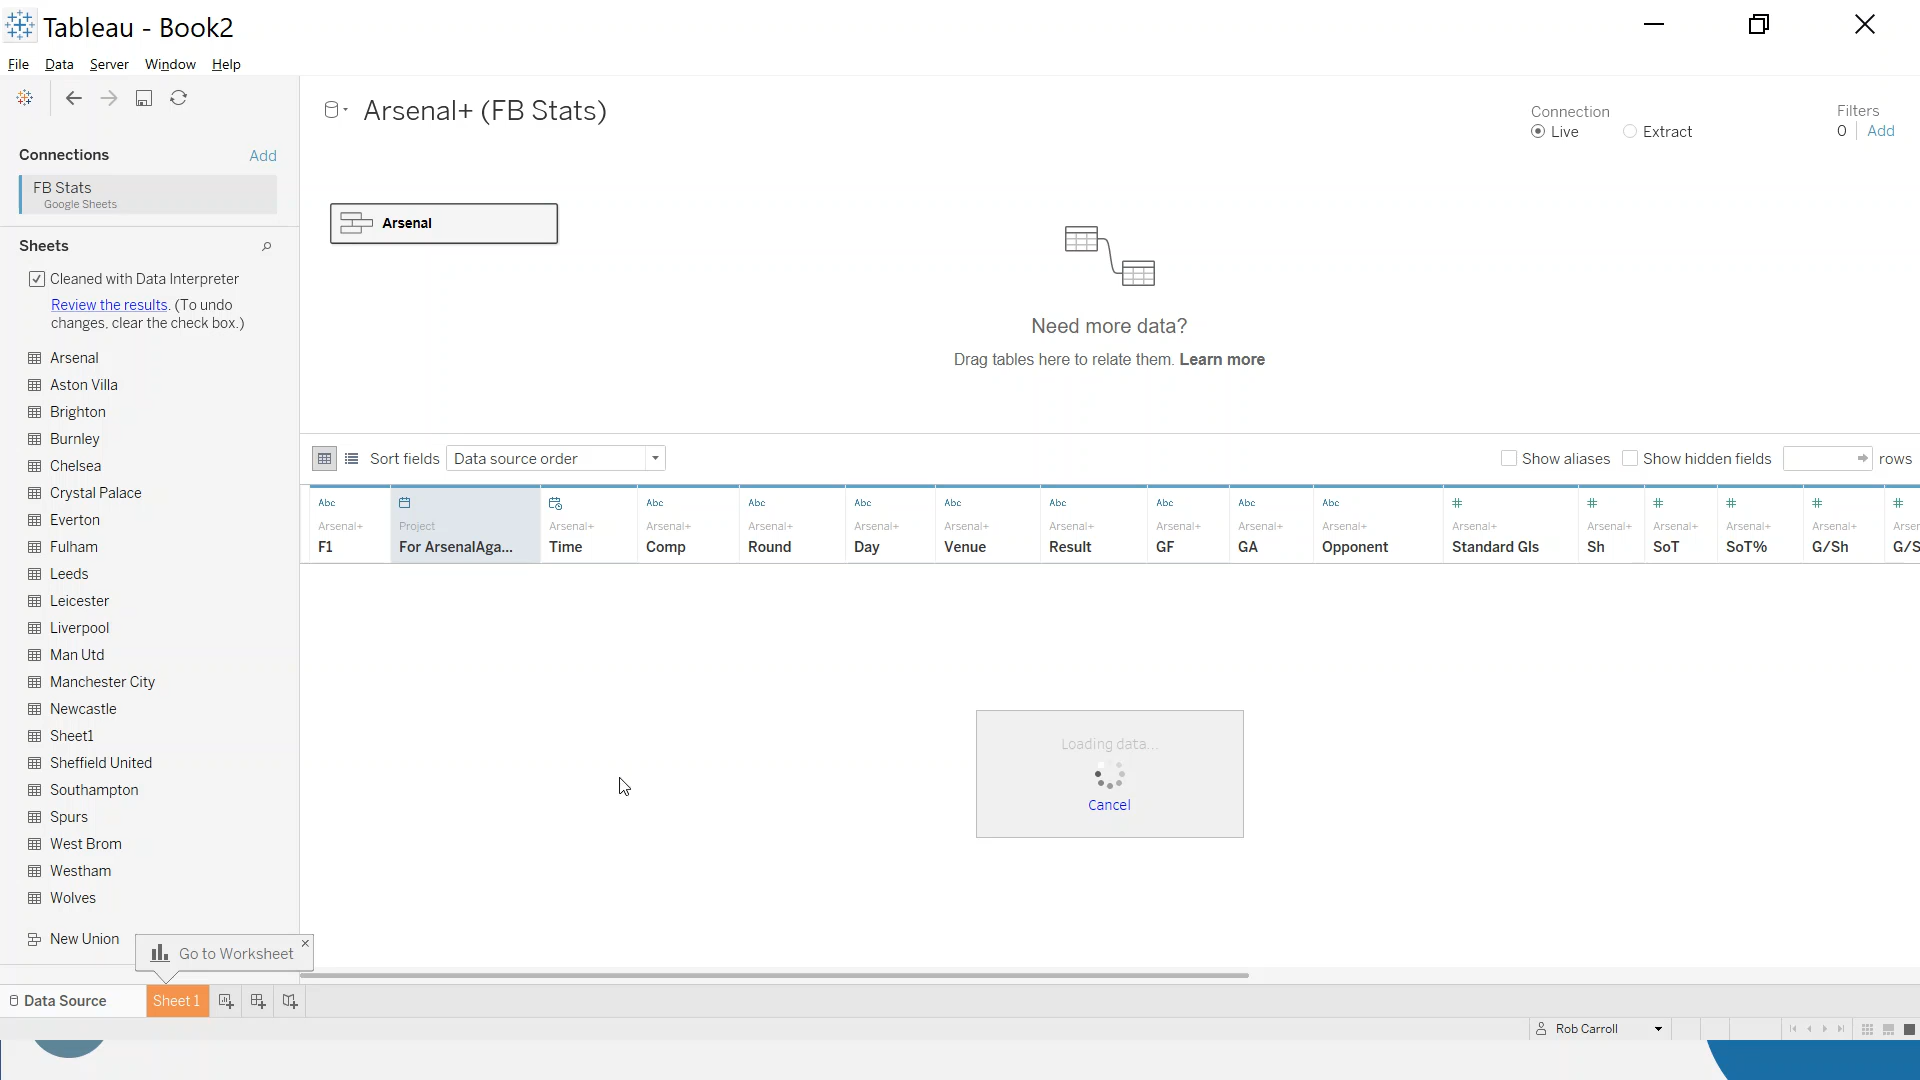 Tableau - Book2
File Data Server Window Help
Arsenal+ (FB Stats)
Connection
Live Extract
Filters
0 Add
Connections Add
FB Stats
Google Sheets
Sheets
Cleaned with Data Interpreter
Review the results. (To undo
changes, clear the check box.)
Arsenal
Aston Villa
Brighton
Burnley
Chelsea
Crystal Palace
Everton
Fulham
Leeds
Leicester
Liverpool
Man Utd
Manchester City
Newcastle
Sheet1
Sheffield United
Southampton
Spurs
West Brom
Westham
Wolves
New Union
Arsenal
Need more data?
Drag tables here to relate them. Learn more
Sort fields Data source order
Show aliases Show hidden fields rows
Abc Abc Abc Abc Abc Abc Abc Abc Abc # # # # # #
Arsenal+ Project Arsenal+ Arsenal+ Arsenal+ Arsenal+ Arsenal+ Arsenal+ Arsenal+ Arsenal+ Arsenal+ Arsenal+ Arsenal+ Arsenal+ Arsenal+ Arsenal+ Arser
F1 For ArsenalAga... Time Comp Round Day Venue Result GF GA Opponent Standard Gls Sh SoT SoT% G/Sh G/S
Loading data...
Cancel
Go to Worksheet
Data Source Sheet 1
Rob Carroll